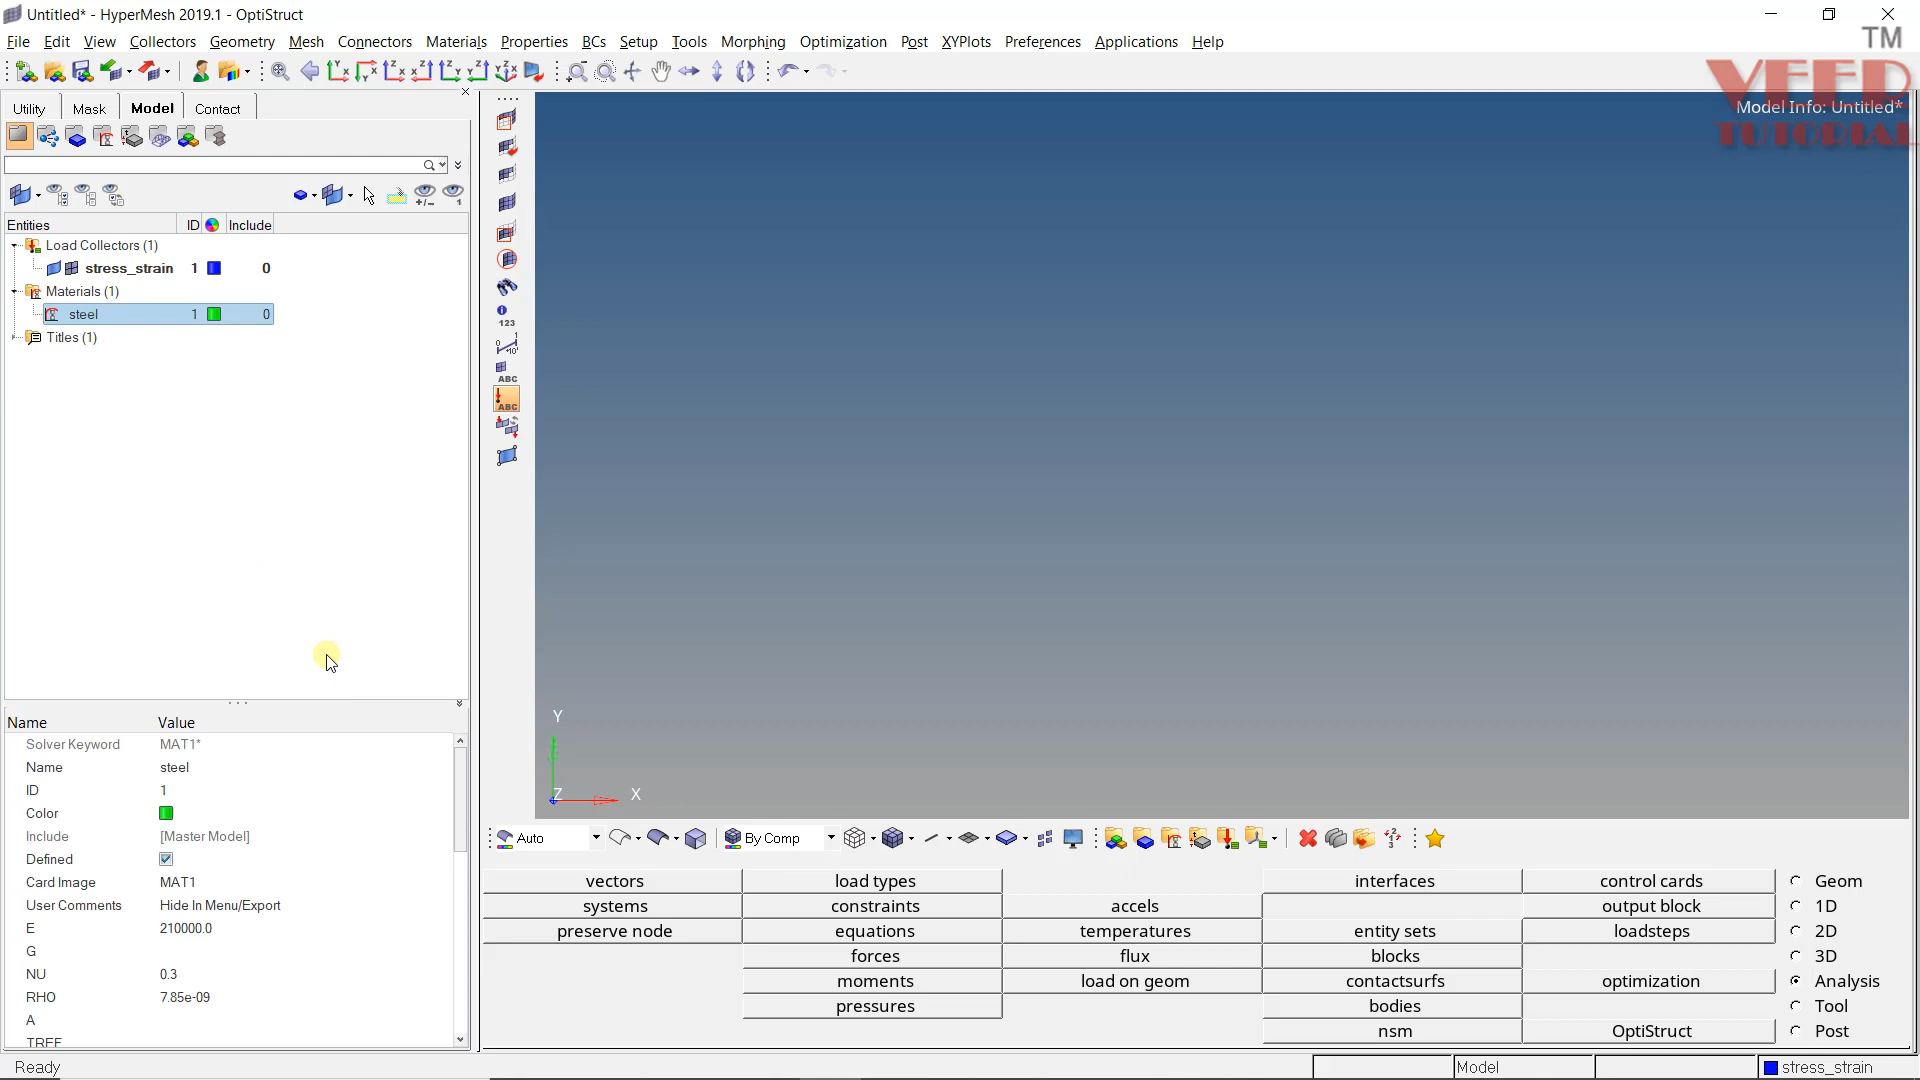 Untitled* - HyperMesh 2019.1 - OptiStruct
File Edit View Collectors Geometry Mesh Connectors Materials Properties BCs Setup Tools Morphing Optimization Post XYPlots Preferences Applications Help
TM
VEED
TUTORIAL
Model Info: Untitled*
Utility Mask Model Contact
Entities ID Include
Load Collectors (1)
stress_strain 1 0
Materials (1)
steel 1 0
Titles (1)
123
ABC
ABC
Name Value
Solver Keyword MAT1*
Name steel
ID 1
Color
Include [Master Model]
Defined
Card Image MAT1
User Comments Hide In Menu/Export
E 210000.0
G
NU 0.3
RHO 7.85e-09
A
TREF
Y
Z X
Auto By Comp
vectors load types interfaces control cards Geom
systems constraints accels output block 1D
preserve node equations temperatures entity sets loadsteps 2D
forces flux blocks 3D
moments load on geom contactsurfs optimization Analysis
pressures bodies Tool
nsm OptiStruct Post
Ready Model stress_strain